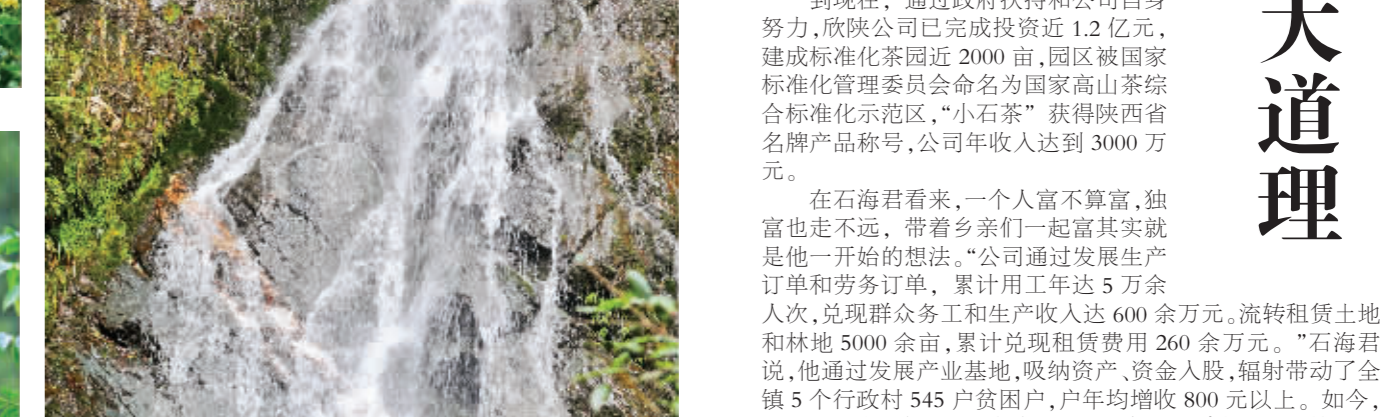 到现在，通过政府扶持和公司自身
努力，欣陕公司已完成投资近 1.2 亿元，
建成标准化茶园近 2000 亩，园区被国家
标准化管理委员会命名为国家高山茶综
合标准化示范区，“小石茶” 获得陕西省
名牌产品称号，公司年收入达到 3000 万
元。
在石海君看来，一个人富不算富，独
富也走不远，带着乡亲们一起富其实就
是他一开始的想法。“公司通过发展生产
订单和劳务订单，累计用工年达 5 万余
人次，兑现群众务工和生产收入达 600 余万元。流转租赁土地
和林地 5000 余亩，累计兑现租赁费用 260 余万元。”石海君
说，他通过发展产业基地，吸纳资产、资金入股，辐射带动了全
镇 5 个行政村 545 户贫困户，户年均增收 800 元以上。如今，
大道理